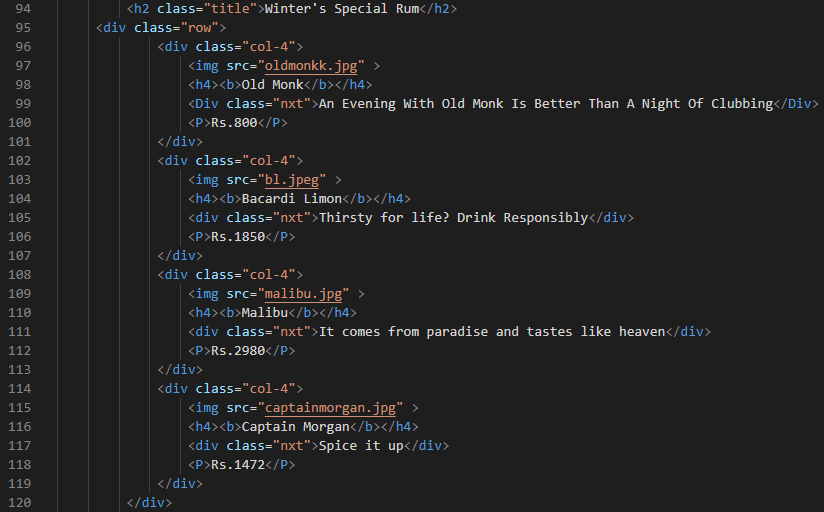 94 <h2 class="title">Winter's Special Rum</h2>
95 <div class="row">
96 <div class="col-4">
97 <img src="oldmonkk.jpg" >
98 <h4><b>Old Monk</b></h4>
99 <Div class="nxt">An Evening With Old Monk Is Better Than A Night Of Clubbing</Div>
100 <P>Rs.800</P>
101 </div>
102 <div class="col-4">
103 <img src="bl.jpeg" >
104 <h4><b>Bacardi Limon</b></h4>
105 <div class="nxt">Thirsty for life? Drink Responsibly</div>
106 <P>Rs.1850</P>
107 </div>
108 <div class="col-4">
109 <img src="malibu.jpg" >
110 <h4><b>Malibu</b></h4>
111 <div class="nxt">It comes from paradise and tastes like heaven</div>
112 <P>Rs.2980</P>
113 </div>
114 <div class="col-4">
115 <img src="captainmorgan.jpg" >
116 <h4><b>Captain Morgan</b></h4>
117 <div class="nxt">Spice it up</div>
118 <P>Rs.1472</P>
119 </div>
120 </div>